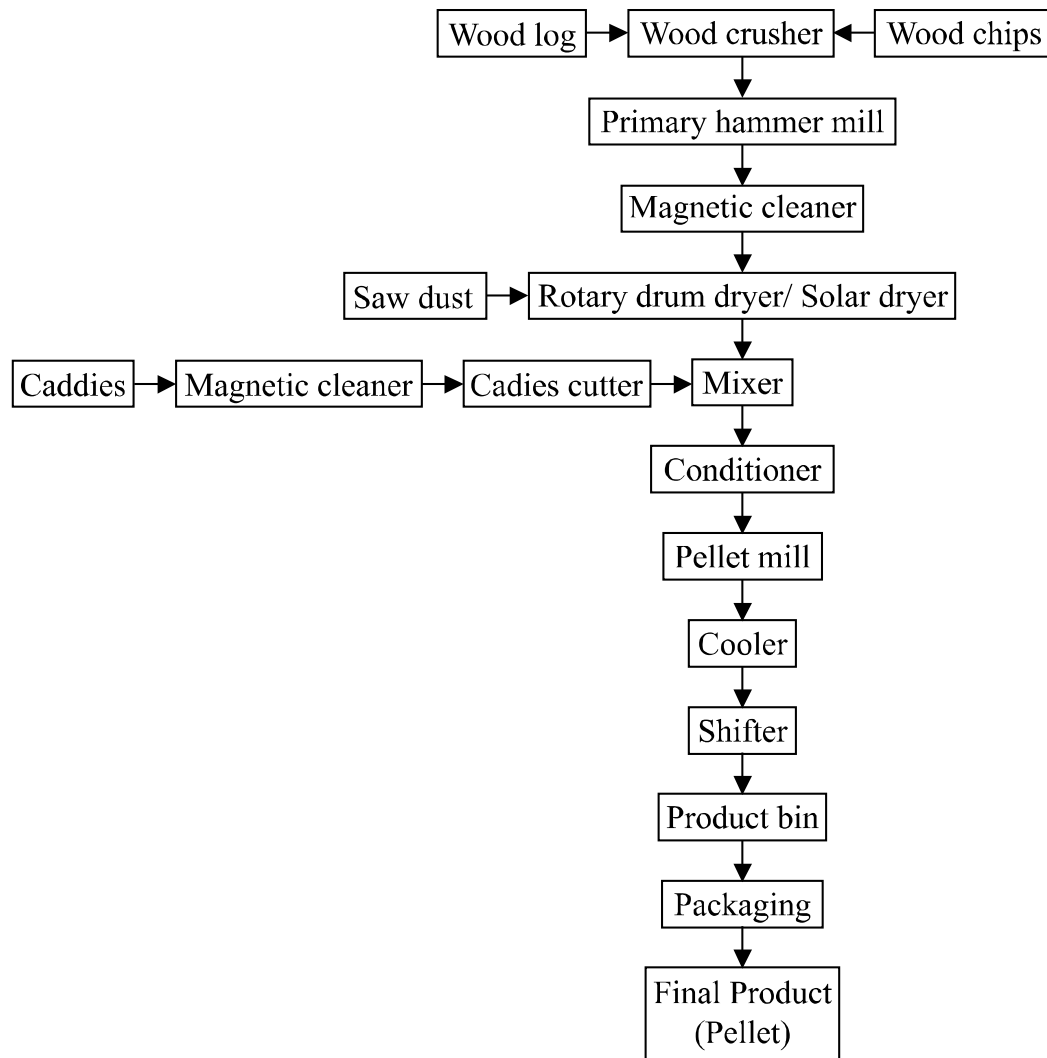 Wood log
Wood crusher
Wood chips
Primary hammer mill
Magnetic cleaner
Saw dust
Rotary drum dryer/ Solar dryer
Caddies
Magnetic cleaner
Cadies cutter
Mixer
Conditioner
Pellet mill
Cooler
Shifter
Product bin
Packaging
Final Product
(Pellet)